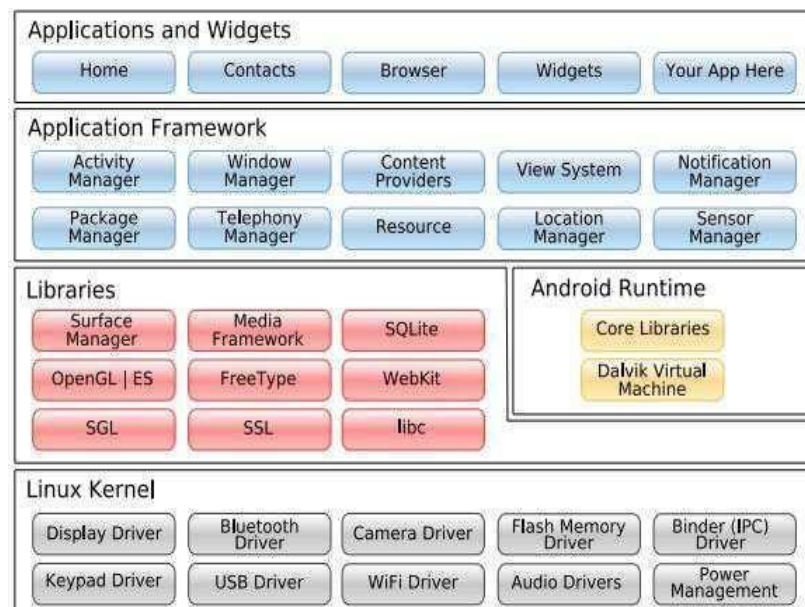 Applications and Widgets
Home
Contacts
Browser
Widgets
Your App Here
Application Framework
Activity
Manager
Window
Manager
Content
Providers
View System
Notification
Manager
Package
Manager
Telephony
Manager
Resource
Location
Manager
Sensor
Manager
Libraries
Surface
Manager
Media
Framework
SQLite
OpenGL | ES
FreeType
WebKit
SGL
SSL
libc
Android Runtime
Core Libraries
Dalvik Virtual
Machine
Linux Kernel
Display Driver
Bluetooth
Driver
Camera Driver
Flash Memory
Driver
Binder (IPC)
Driver
Keypad Driver
USB Driver
WiFi Driver
Audio Drivers
Power
Management